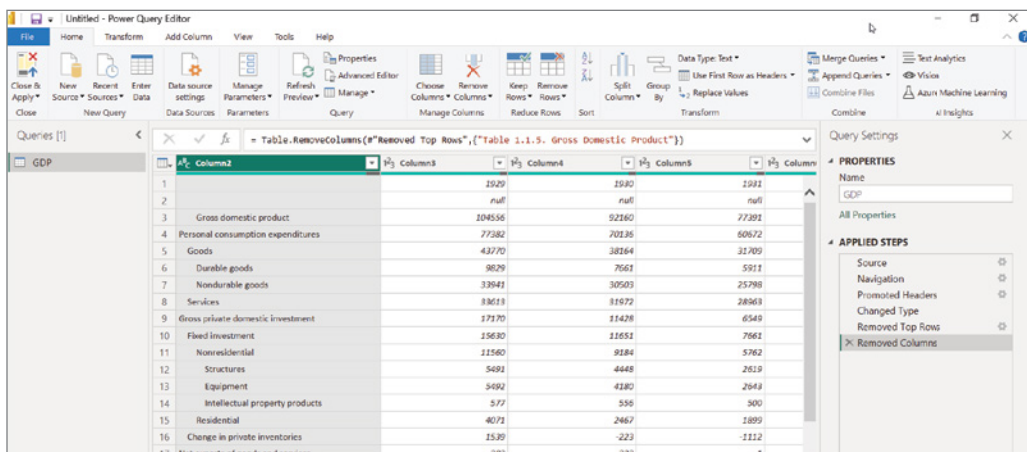 Untitled - Power Query Editor
File Home Transform Add Column View Tools Help
Close & Apply
New Source
Recent Sources
Enter Data
Data source settings
Manage Parameters
Refresh Preview
Properties
Advanced Editor
Manage
Choose Columns
Remove Columns
Keep Rows
Remove Rows
Split Column
Group By
Data Type: Text
Use First Row as Headers
Replace Values
Merge Queries
Append Queries
Combine Files
Text Analytics
Vision
Azure Machine Learning
Close New Query Data Sources Parameters Query Manage Columns Reduce Rows Sort Transform Combine AI Insights
Queries [1]
GDP
fx = Table.RemoveColumns(#"Removed Top Rows",{"Table 1.1.5. Gross Domestic Product"})
Column2 Column3 Column4 Column5 Column
1 1929 1930 1931
2 null null null
3 Gross domestic product 104556 92160 77391
4 Personal consumption expenditures 77382 70136 60672
5 Goods 43770 38164 31709
6 Durable goods 9829 7661 5911
7 Nondurable goods 33941 30503 25798
8 Services 33613 31972 28963
9 Gross private domestic investment 17170 11428 6549
10 Fixed investment 15630 11651 7661
11 Nonresidential 11560 9184 5762
12 Structures 5491 4448 2619
13 Equipment 5492 4180 2643
14 Intellectual property products 577 556 500
15 Residential 4071 2467 1899
16 Change in private inventories 1539 -223 -1112
Query Settings
PROPERTIES
Name
GDP
All Properties
APPLIED STEPS
Source
Navigation
Promoted Headers
Changed Type
Removed Top Rows
Removed Columns